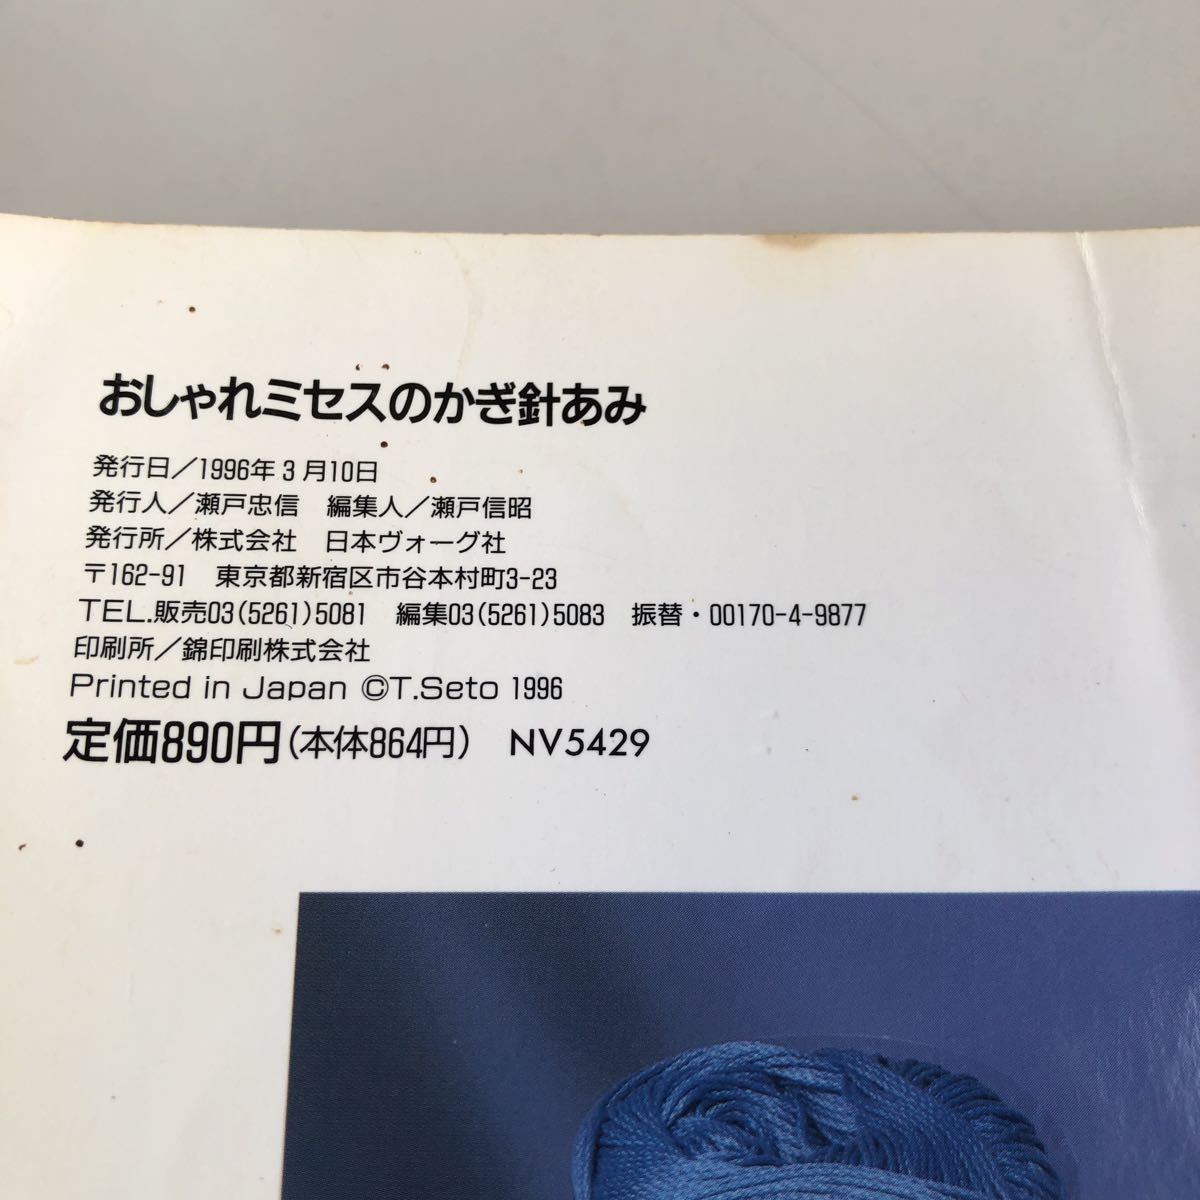 おしゃれミセスのかぎ針あみ
発行日／1996年3月10日
発行人／瀬戸忠信　編集人／瀬戸信昭
発行所／株式会社　日本ヴォーグ社
〒162-91　東京都新宿区市谷本村町3-23
TEL.販売03(5261)5081　編集03(5261)5083　振替・00170-4-9877
印刷所／錦印刷株式会社
Printed in Japan ©T.Seto 1996
定価890円(本体864円)　NV5429